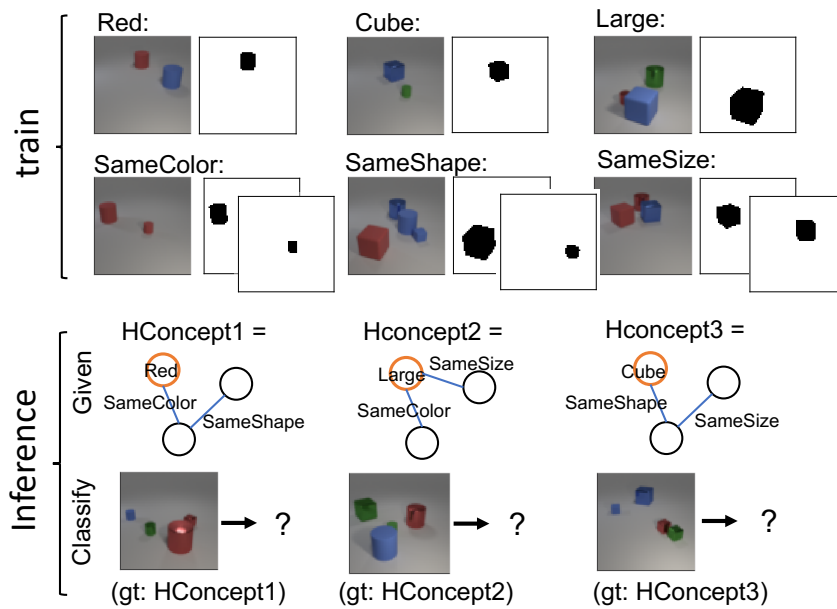 train
Red:
Cube:
Large:
SameColor:
SameShape:
SameSize:
Inference
Given
HConcept1 =
Hconcept2 =
Hconcept3 =
Red
SameColor
SameShape
Large
SameSize
SameColor
Cube
SameShape
SameSize
Classify
?
?
?
(gt: HConcept1)
(gt: HConcept2)
(gt: HConcept3)